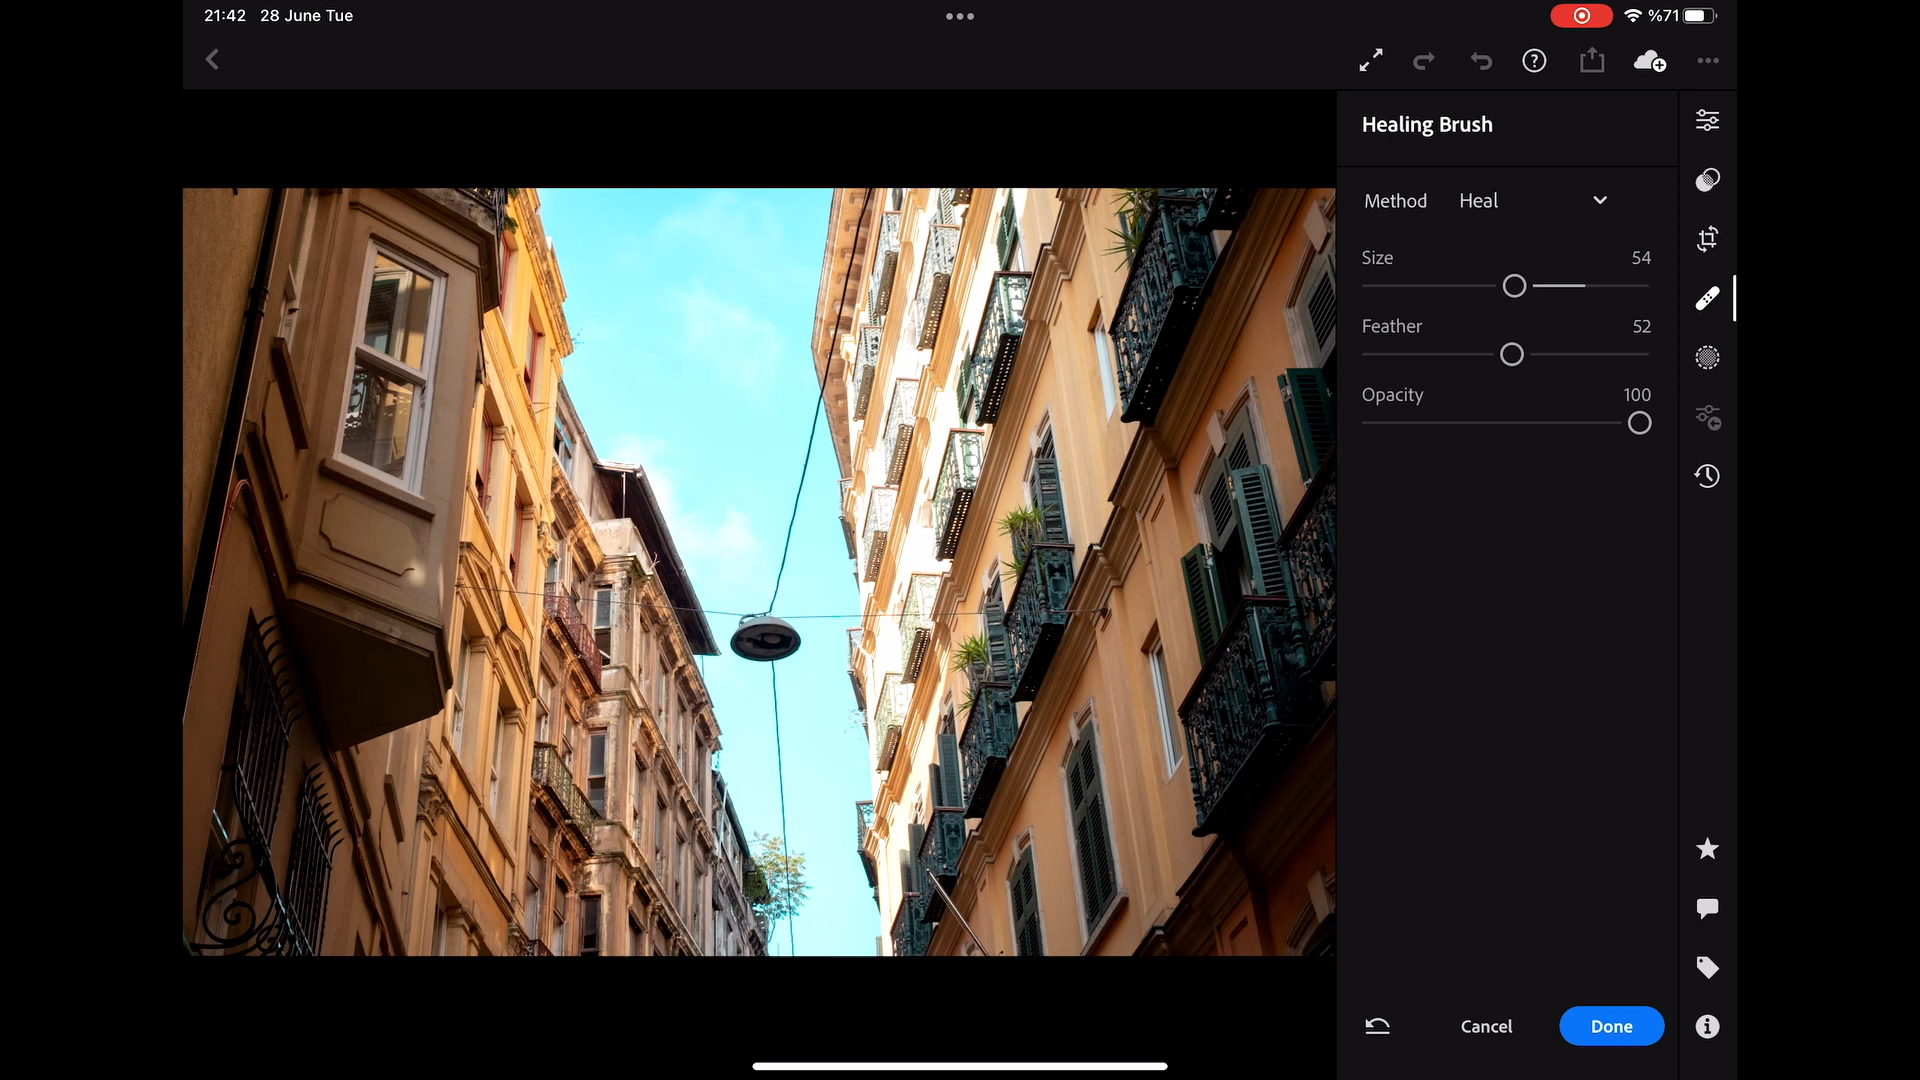 21:42 28 June Tue
%71
Healing Brush
Method Heal
Size 54
Feather 52
Opacity 100
Cancel Done